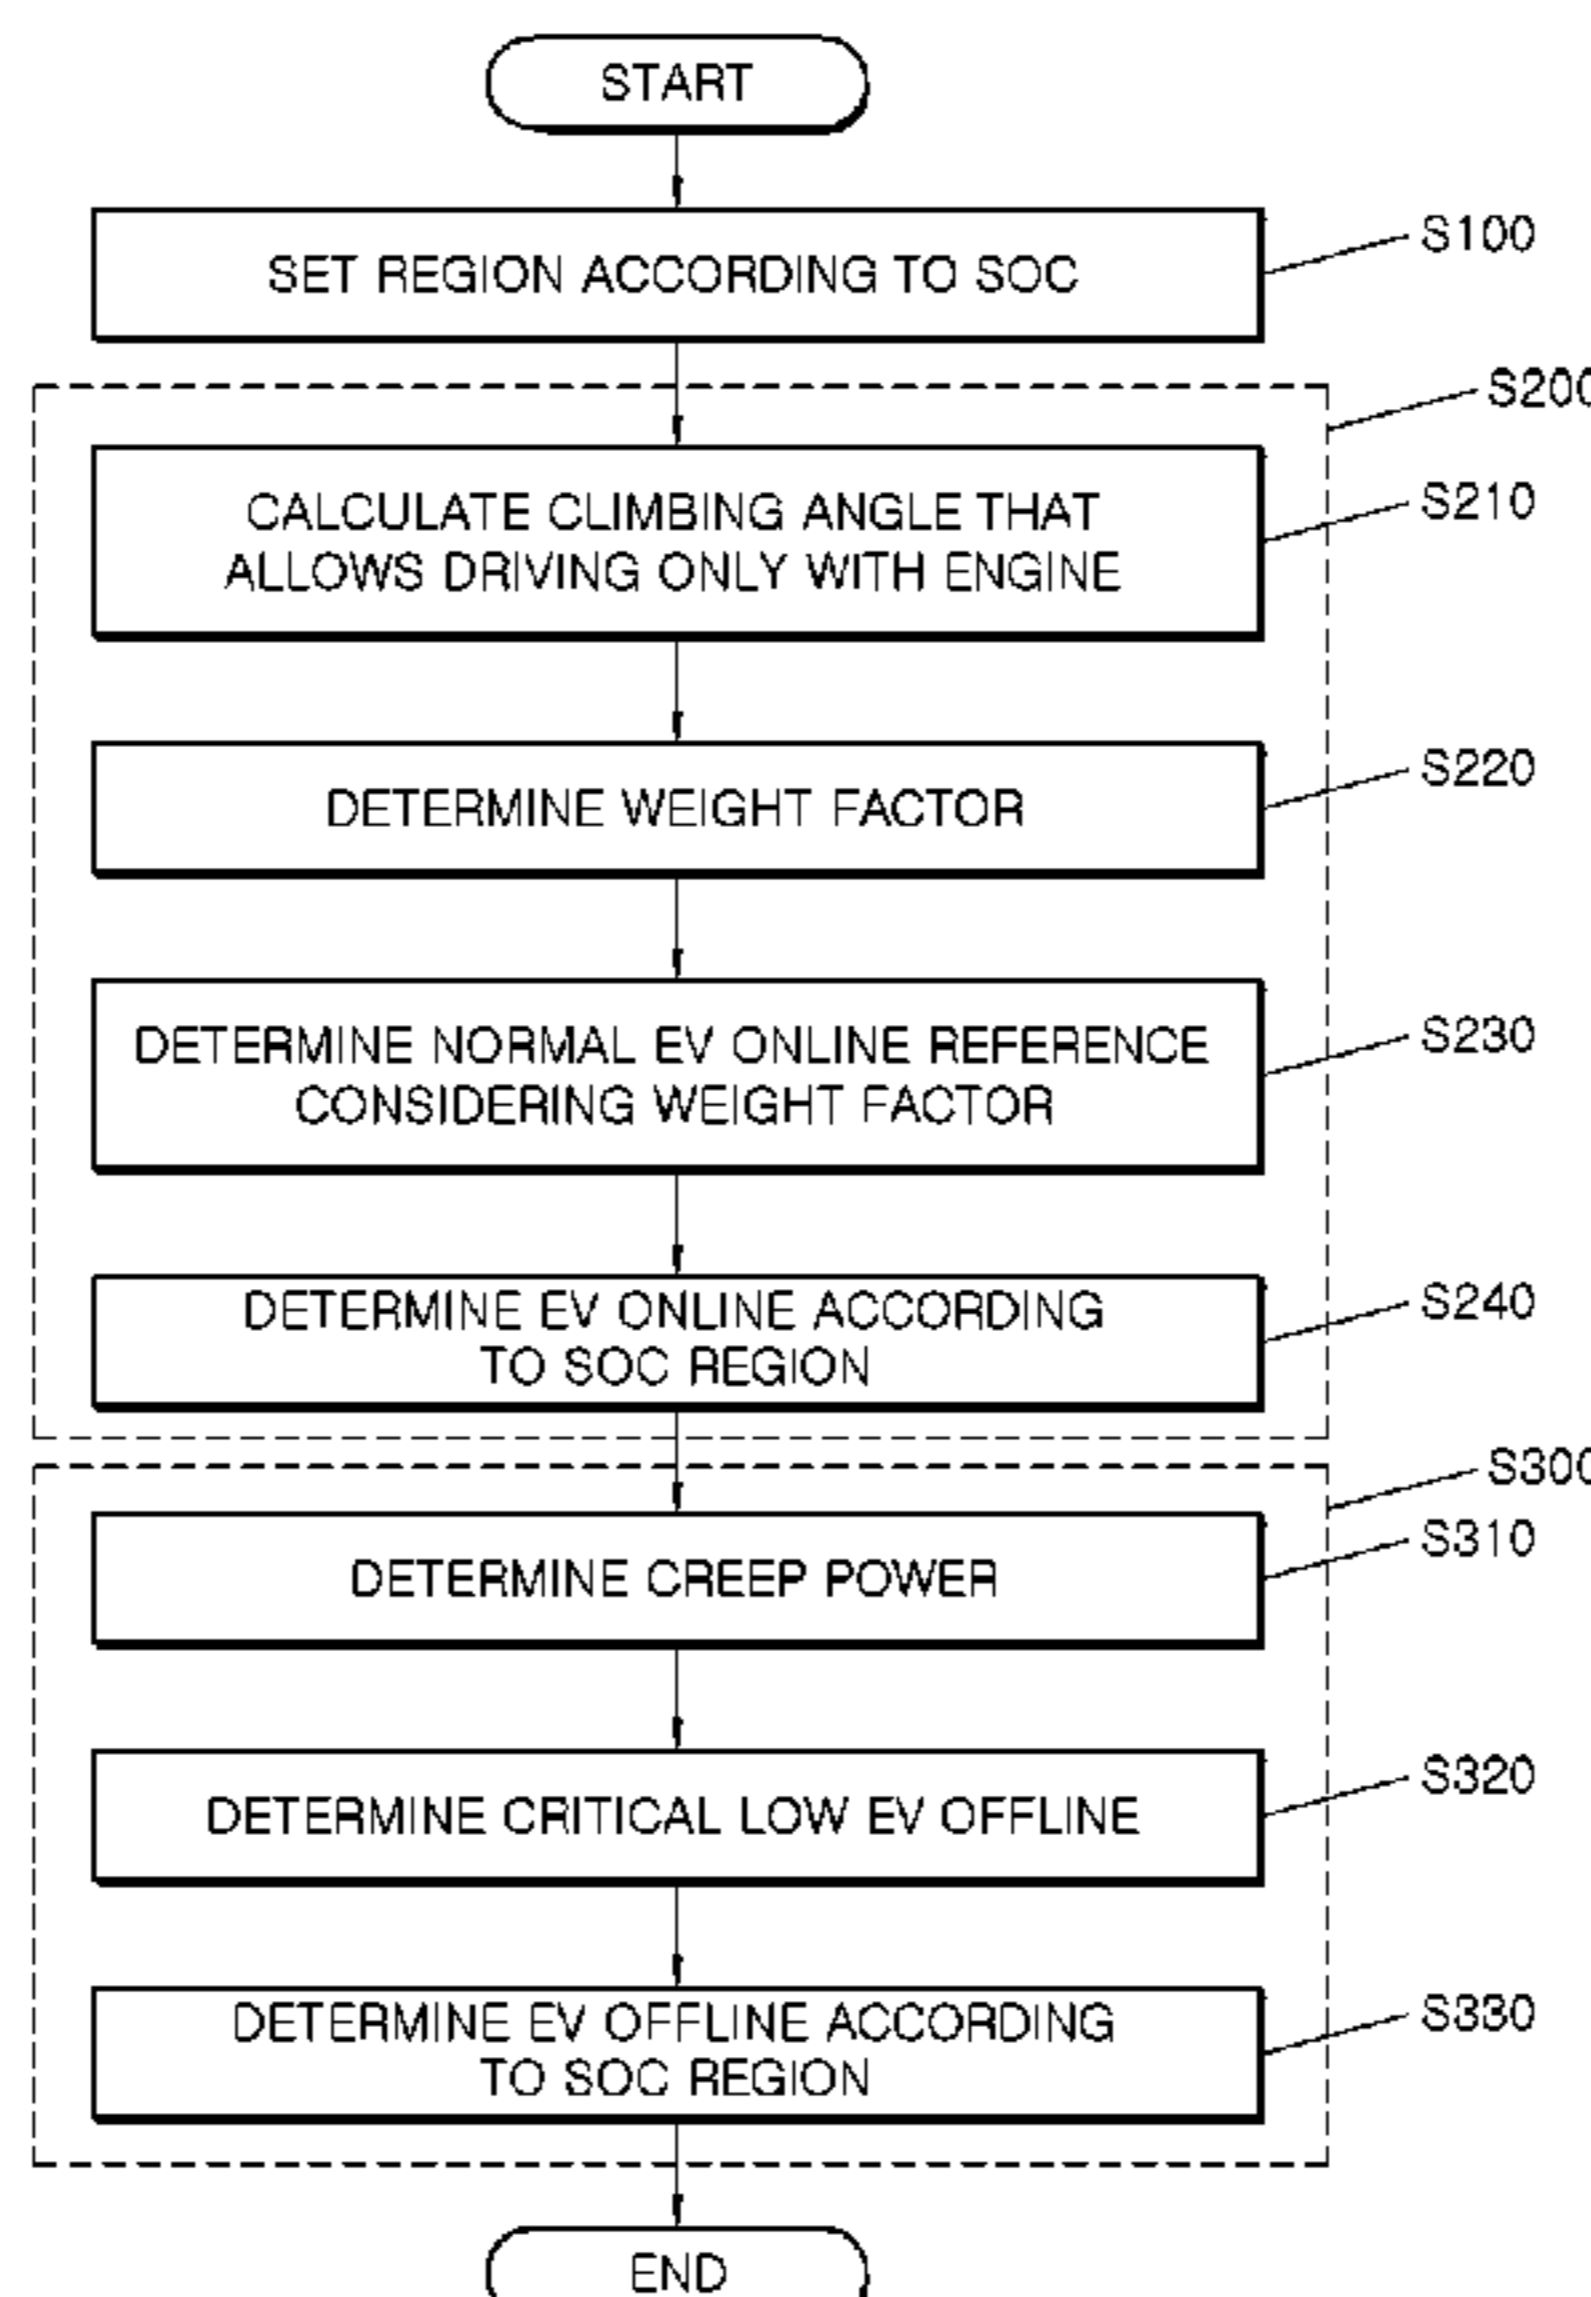 START
SET REGION ACCORDING TO SOC
S100
S200
CALCULATE CLIMBING ANGLE THAT
ALLOWS DRIVING ONLY WITH ENGINE
S210
DETERMINE WEIGHT FACTOR
S220
DETERMINE NORMAL EV ONLINE REFERENCE
CONSIDERING WEIGHT FACTOR
S230
DETERMINE EV ONLINE ACCORDING
TO SOC REGION
S240
S300
DETERMINE CREEP POWER
S310
DETERMINE CRITICAL LOW EV OFFLINE
S320
DETERMINE EV OFFLINE ACCORDING
TO SOC REGION
S330
END